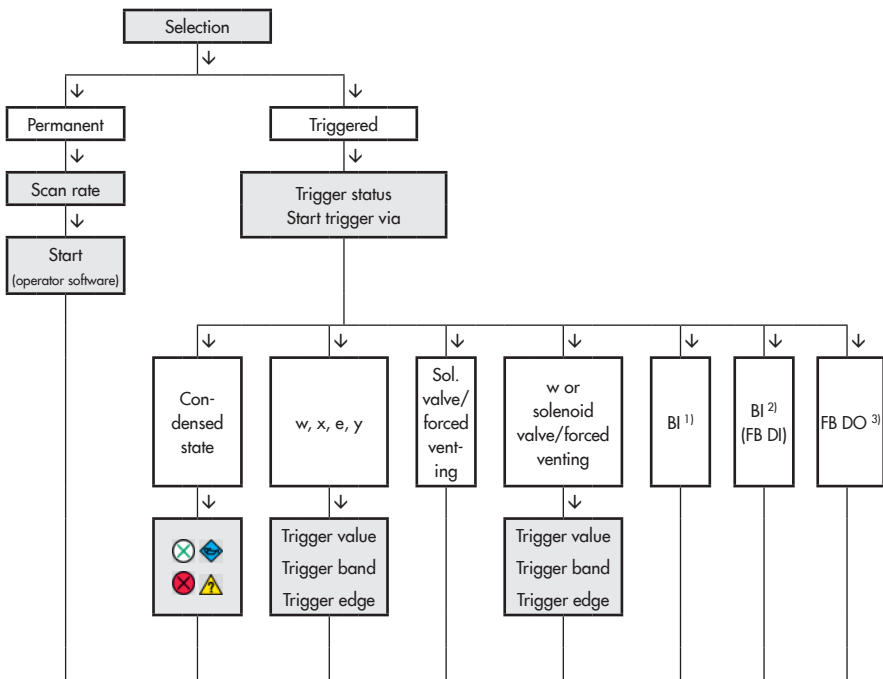 Selection
Permanent
Triggered
Scan rate
Trigger status
Start trigger via
Start
(operator software)
Con-
densed
state
w, x, e, y
Sol.
valve/
forced
vent-
ing
w or
solenoid
valve/forced
venting
BI 1)
BI 2)
(FB DI)
FB DO 3)
?
Trigger value
Trigger band
Trigger edge
Trigger value
Trigger band
Trigger edge